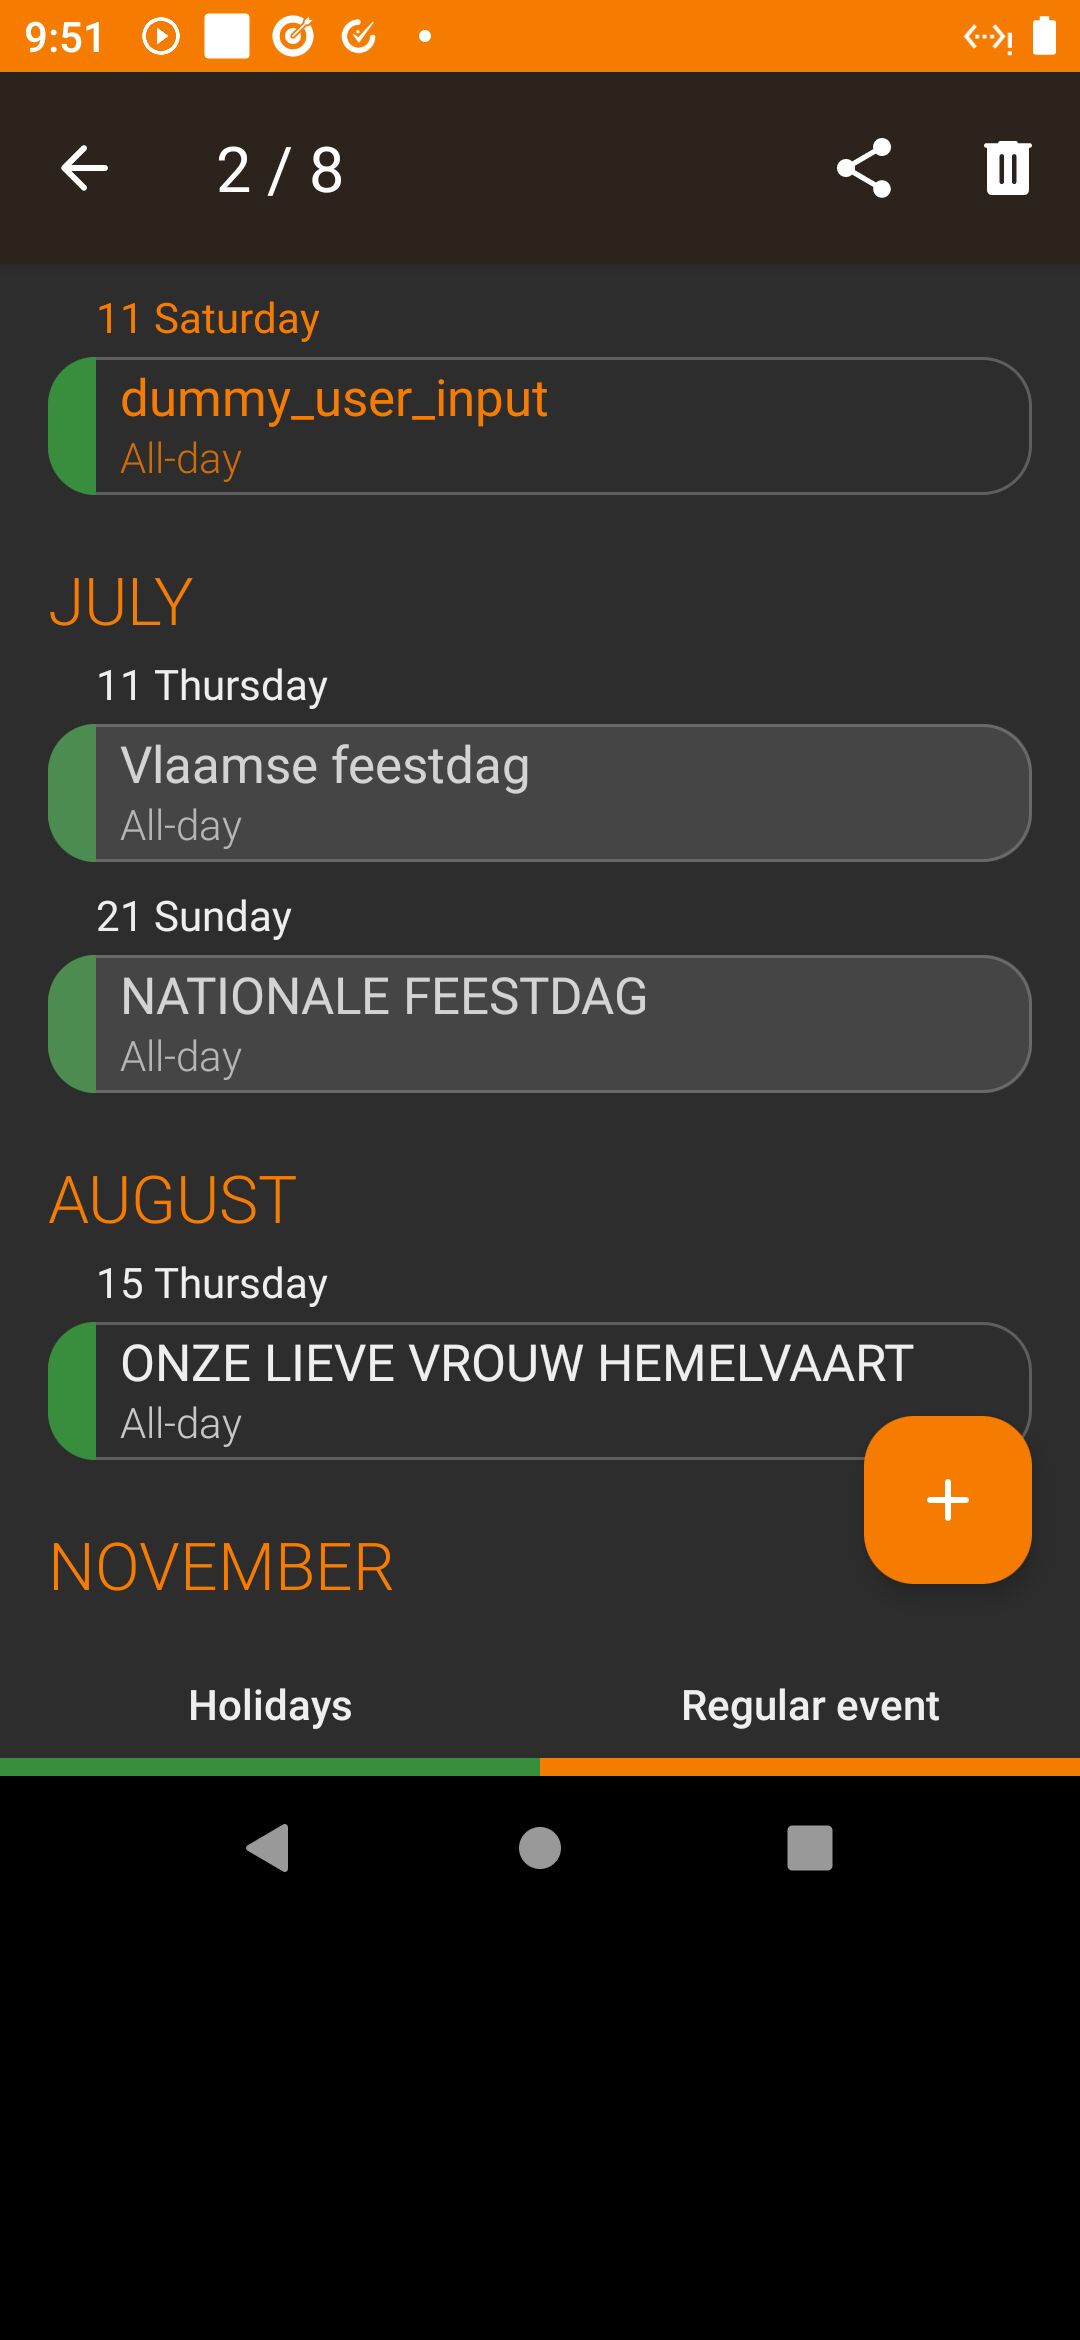 9:51
2 / 8
11 Saturday
dummy_user_input
All-day
JULY
11 Thursday
Vlaamse feestdag
All-day
21 Sunday
NATIONALE FEESTDAG
All-day
AUGUST
15 Thursday
ONZE LIEVE VROUW HEMELVAART
All-day
NOVEMBER
Holidays
Regular event